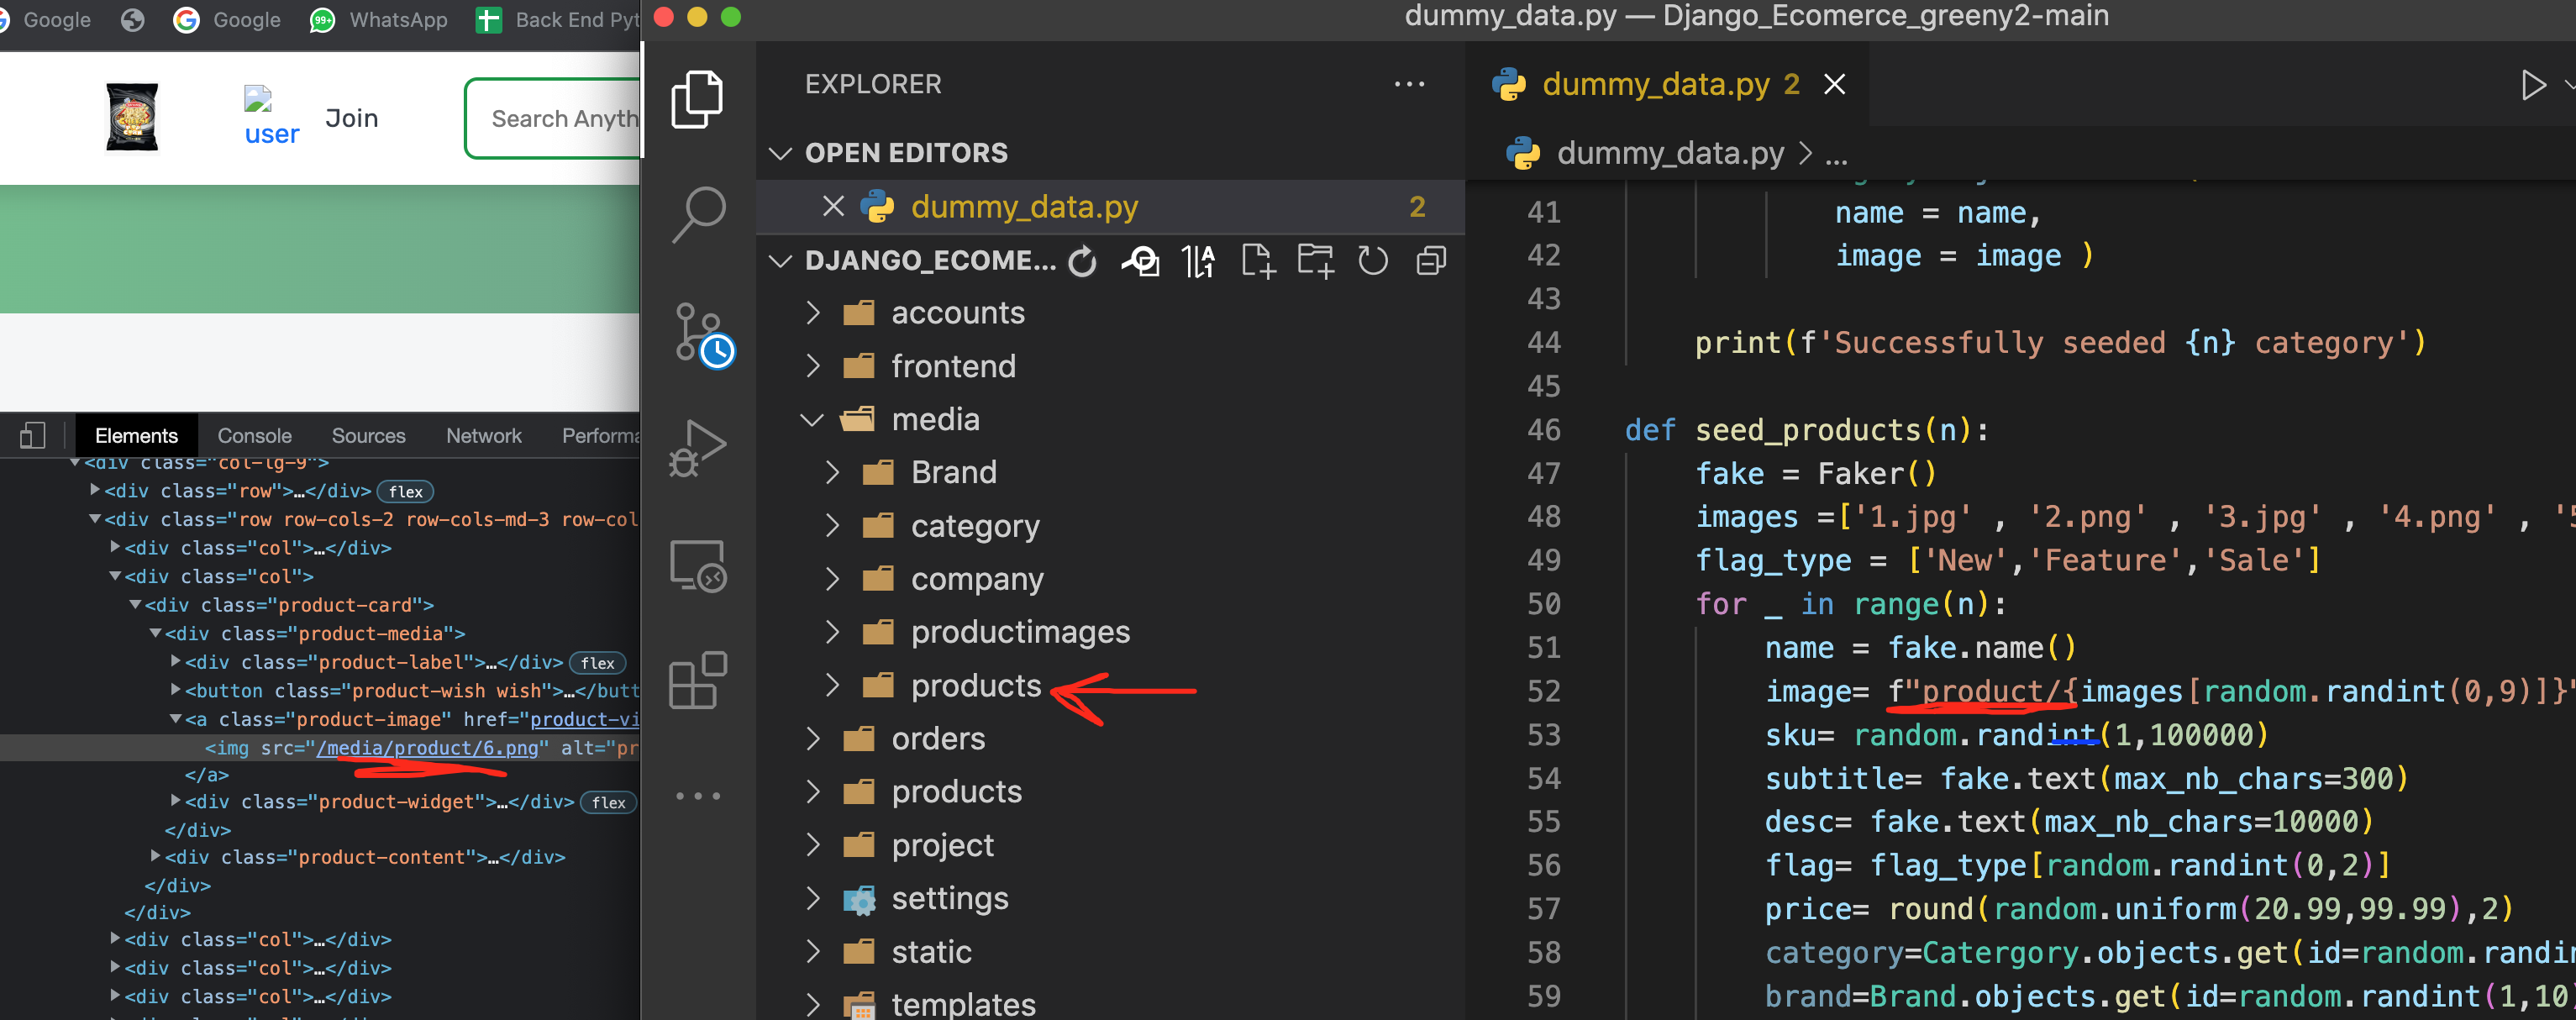 Google
Google
WhatsApp
99+
Back End Pyt
user
Join
Search Anyth
Elements
Console
Sources
Network
Performa
<div class="col-lg-9">
<div class="row">…</div> flex
<div class="row row-cols-2 row-cols-md-3 row-col
<div class="col">…</div>
<div class="col">
<div class="product-card">
<div class="product-media">
<div class="product-label">…</div> flex
<button class="product-wish wish">…</butt
<a class="product-image" href="product-vi
<img src="/media/product/6.png" alt="pr
</a>
<div class="product-widget">…</div> flex
</div>
<div class="product-content">…</div>
</div>
</div>
<div class="col">…</div>
<div class="col">…</div>
<div class="col">…</div>
dummy_data.py — Django_Ecomerce_greeny2-main
EXPLORER
OPEN EDITORS
dummy_data.py 2
DJANGO_ECOME...
accounts
frontend
media
Brand
category
company
productimages
products
orders
products
project
settings
static
templates
dummy_data.py 2
dummy_data.py > ...
41 name = name,
42 image = image )
43
44 print(f'Successfully seeded {n} category')
45
46 def seed_products(n):
47 fake = Faker()
48 images =['1.jpg' , '2.png' , '3.jpg' , '4.png' , '5
49 flag_type = ['New','Feature','Sale']
50 for _ in range(n):
51 name = fake.name()
52 image= f"product/{images[random.randint(0,9)]}"
53 sku= random.randint(1,100000)
54 subtitle= fake.text(max_nb_chars=300)
55 desc= fake.text(max_nb_chars=10000)
56 flag= flag_type[random.randint(0,2)]
57 price= round(random.uniform(20.99,99.99),2)
58 category=Catergory.objects.get(id=random.randin
59 brand=Brand.objects.get(id=random.randint(1,10)